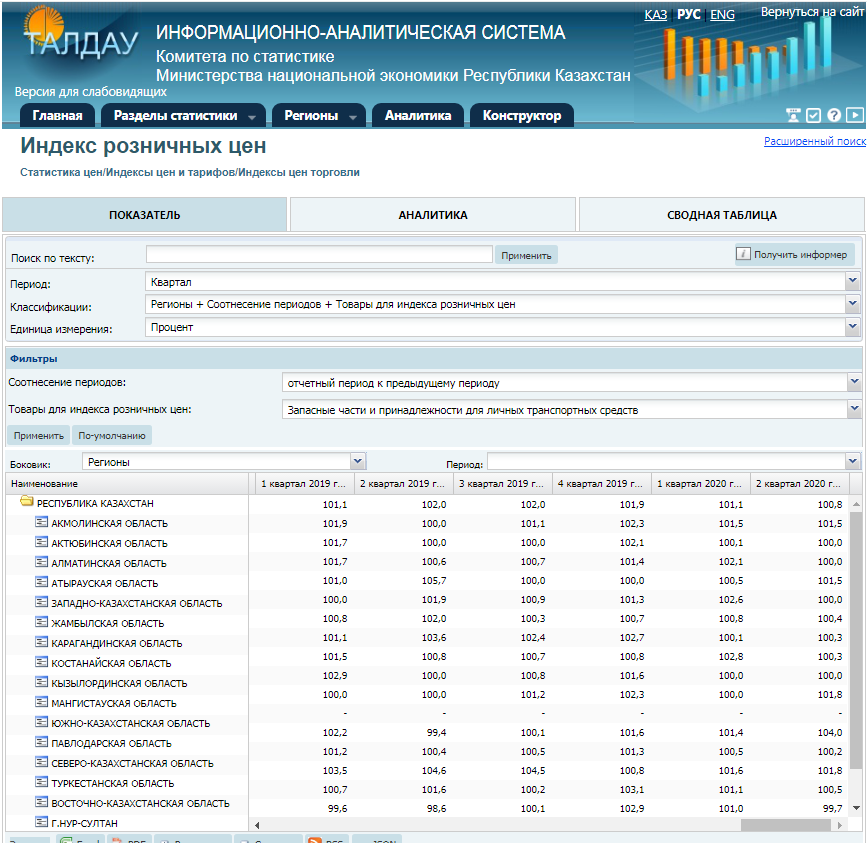 КАЗ РУС ENG Вернуться на сайт
ТАЛДАУ
ИНФОРМАЦИОННО-АНАЛИТИЧЕСКАЯ СИСТЕМА
Комитета по статистике
Министерства национальной экономики Республики Казахстан
Версия для слабовидящих
Главная Разделы статистики Регионы Аналитика Конструктор
Индекс розничных цен
Расширенный поиск
Статистика цен/Индексы цен и тарифов/Индексы цен торговли
ПОКАЗАТЕЛЬ АНАЛИТИКА СВОДНАЯ ТАБЛИЦА
Поиск по тексту: Применить Получить информер
Период: Квартал
Классификации: Регионы + Соотнесение периодов + Товары для индекса розничных цен
Единица измерения: Процент
Фильтры
Соотнесение периодов: отчетный период к предыдущему периоду
Товары для индекса розничных цен: Запасные части и принадлежности для личных транспортных средств
Применить По-умолчанию
Боковик: Регионы Период:
Наименование 1 квартал 2019 г... 2 квартал 2019 г... 3 квартал 2019 г... 4 квартал 2019 г... 1 квартал 2020 г... 2 квартал 2020 г...
РЕСПУБЛИКА КАЗАХСТАН 101,1 102,0 102,0 101,9 101,1 100,8
АКМОЛИНСКАЯ ОБЛАСТЬ 101,9 100,0 101,1 102,3 101,5 101,5
АКТЮБИНСКАЯ ОБЛАСТЬ 101,7 100,0 100,0 102,1 100,1 100,0
АЛМАТИНСКАЯ ОБЛАСТЬ 101,7 100,6 100,7 101,4 102,1 100,0
АТЫРАУСКАЯ ОБЛАСТЬ 101,0 105,7 100,0 100,0 100,5 101,5
ЗАПАДНО-КАЗАХСТАНСКАЯ ОБЛАСТЬ 100,0 101,9 100,9 101,3 102,6 100,0
ЖАМБЫЛСКАЯ ОБЛАСТЬ 100,8 102,0 100,3 100,7 100,8 100,4
КАРАГАНДИНСКАЯ ОБЛАСТЬ 101,1 103,6 102,4 102,7 100,1 100,3
КОСТАНАЙСКАЯ ОБЛАСТЬ 101,5 100,8 100,7 100,8 102,8 100,3
КЫЗЫЛОРДИНСКАЯ ОБЛАСТЬ 102,9 100,0 100,8 101,6 100,0 100,0
МАНГИСТАУСКАЯ ОБЛАСТЬ 100,0 100,0 101,2 102,3 100,0 101,8
ЮЖНО-КАЗАХСТАНСКАЯ ОБЛАСТЬ - - - - - -
ПАВЛОДАРСКАЯ ОБЛАСТЬ 102,2 99,4 100,1 101,6 101,4 104,0
СЕВЕРО-КАЗАХСТАНСКАЯ ОБЛАСТЬ 101,2 100,4 100,5 101,3 100,5 100,2
ТУРКЕСТАНСКАЯ ОБЛАСТЬ 103,5 104,6 104,5 100,8 101,6 101,8
ВОСТОЧНО-КАЗАХСТАНСКАЯ ОБЛАСТЬ 100,7 101,6 100,2 103,1 101,1 100,5
Г.НУР-СУЛТАН 99,6 98,6 100,1 102,9 101,0 99,7